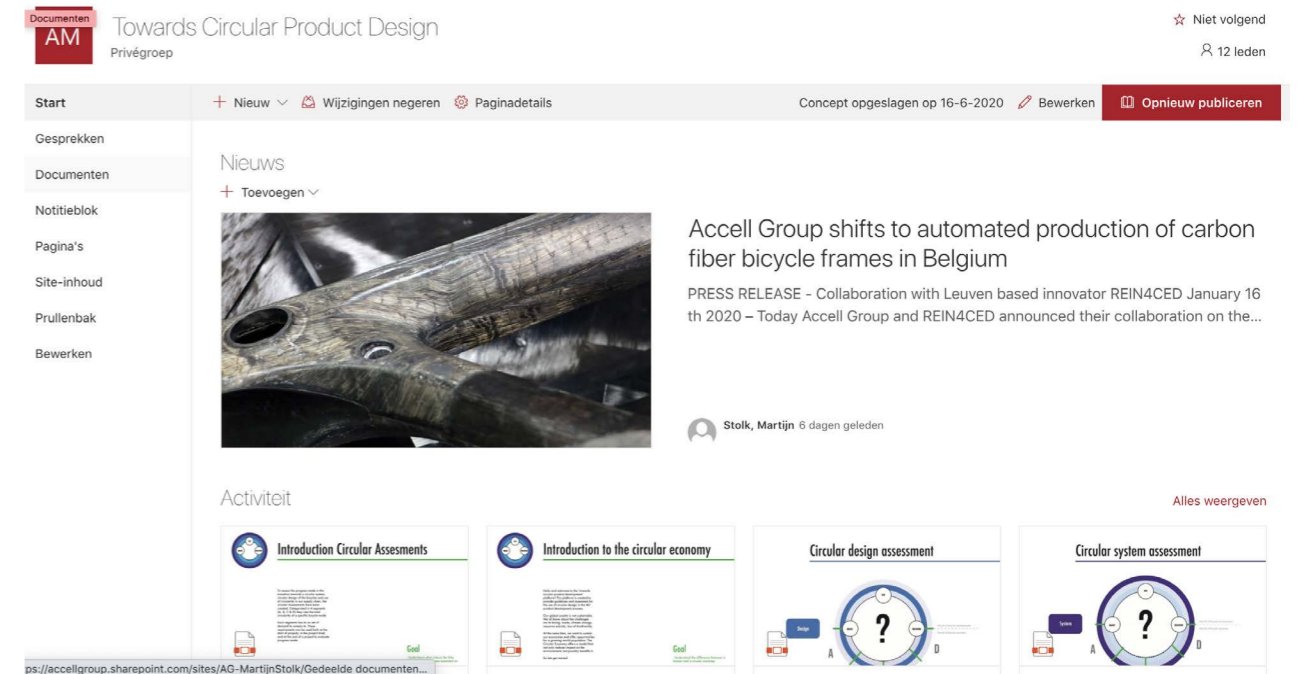 Documenten
AM
Towards Circular Product Design
Privégroep
Niet volgend
12 leden
Start
Nieuw
Wijzigingen negeren
Paginadetails
Concept opgeslagen op 16-6-2020
Bewerken
Opnieuw publiceren
Gesprekken
Documenten
Notitieblok
Pagina's
Site-inhoud
Prullenbak
Bewerken
Nieuws
Toevoegen
Accell Group shifts to automated production of carbon
fiber bicycle frames in Belgium
PRESS RELEASE - Collaboration with Leuven based innovator REIN4CED January 16
th 2020 – Today Accell Group and REIN4CED announced their collaboration on the...
Stolk, Martijn 6 dagen geleden
Activiteit
Alles weergeven
Introduction Circular Assesments
Goal
Introduction to the circular economy
Goal
Circular design assessment
Design
?
A
D
Circular system assessment
System
?
A
D
ps://accellgroup.sharepoint.com/sites/AG-MartijnStolk/Gedeelde documenten...